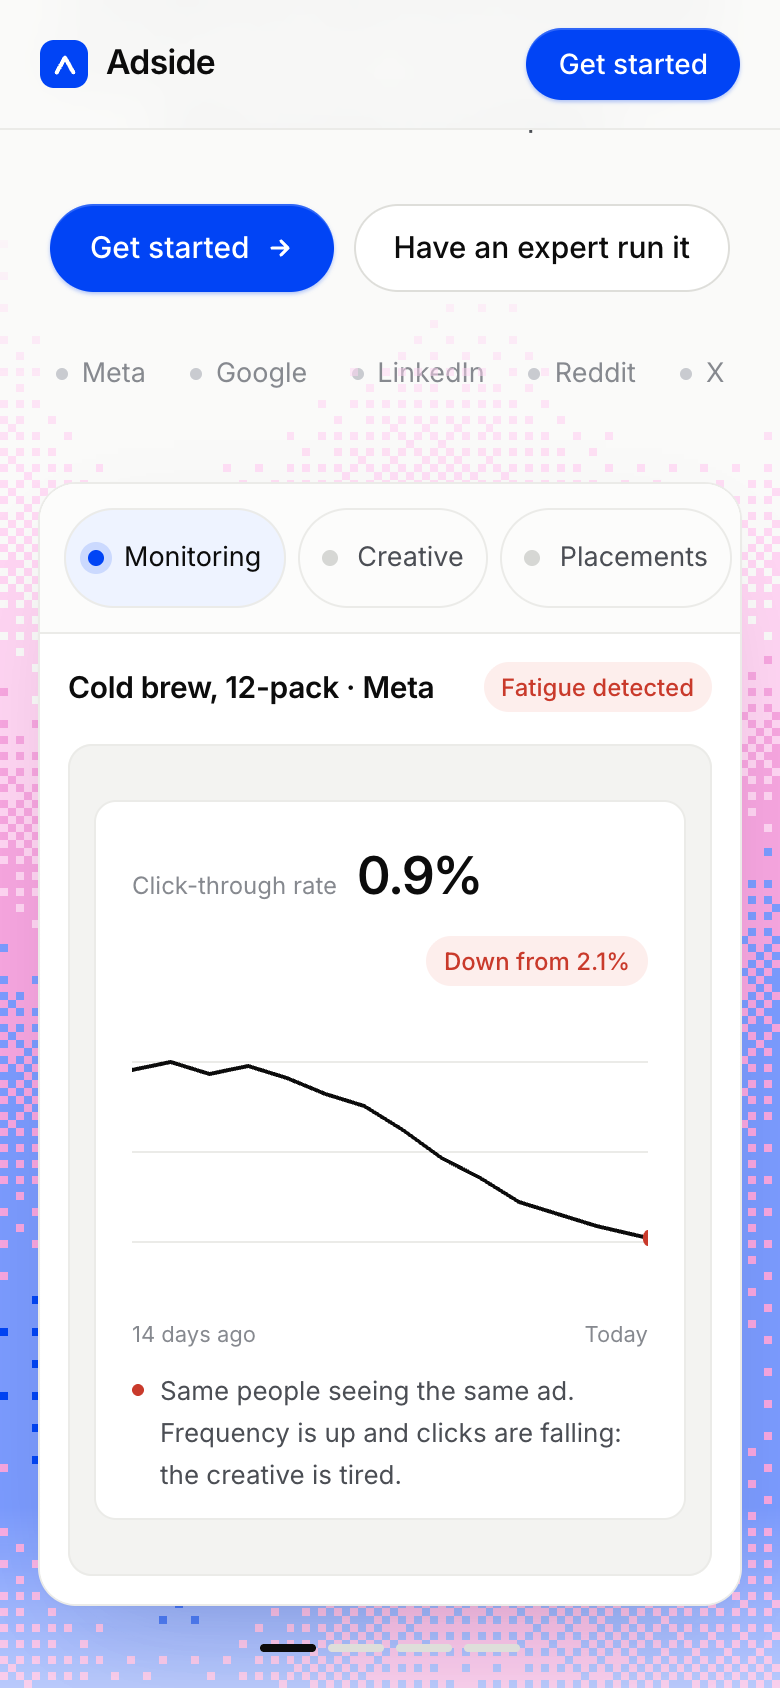 Adside
Get started
Get started →
Have an expert run it
Meta
Google
LinkedIn
Reddit
X
Monitoring
Creative
Placements
Cold brew, 12-pack · Meta
Fatigue detected
Click-through rate 0.9%
Down from 2.1%
14 days ago
Today
Same people seeing the same ad.
Frequency is up and clicks are falling:
the creative is tired.